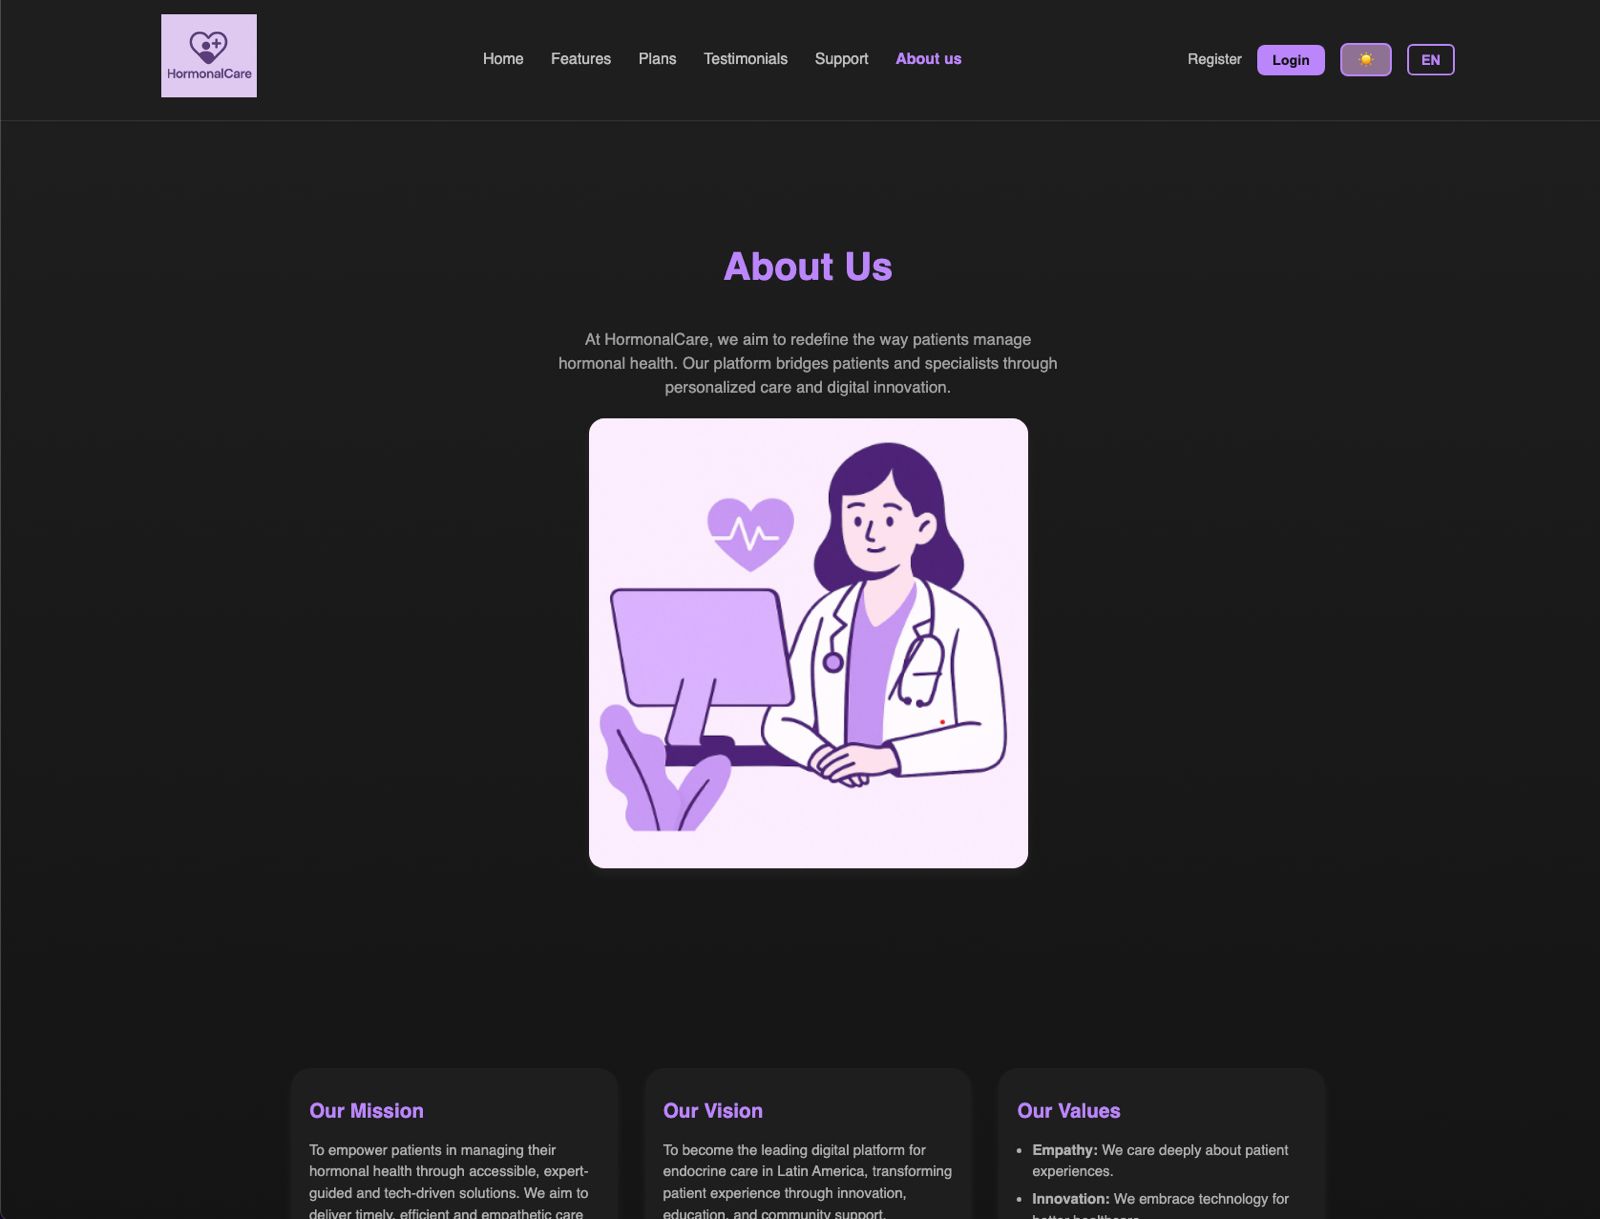 HormonalCare
Home
Features
Plans
Testimonials
Support
About us
Register
Login
EN
About Us
At HormonalCare, we aim to redefine the way patients manage
hormonal health. Our platform bridges patients and specialists through
personalized care and digital innovation.
Our Mission
To empower patients in managing their
hormonal health through accessible, expert-
guided and tech-driven solutions. We aim to
deliver timely, efficient and empathetic care
Our Vision
To become the leading digital platform for
endocrine care in Latin America, transforming
patient experience through innovation,
education, and community support.
Our Values
Empathy: We care deeply about patient
experiences.
Innovation: We embrace technology for
better healthcare.